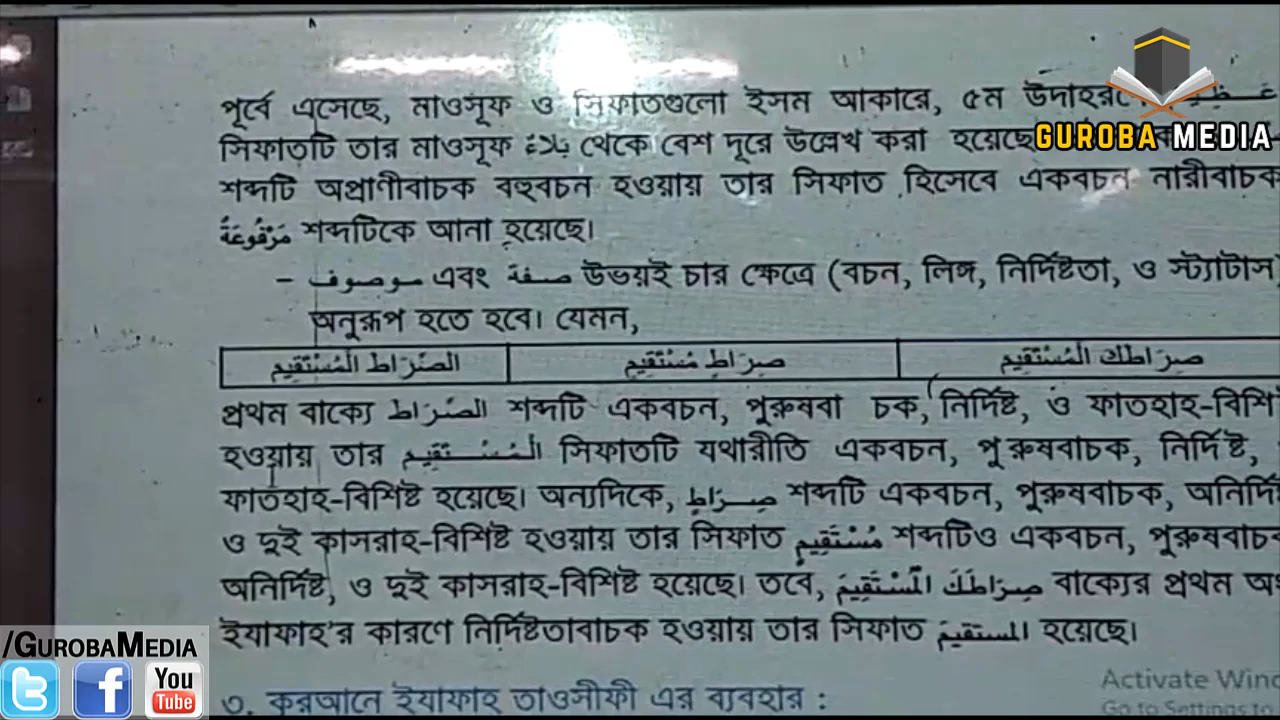 পূর্বে এসেছে, মাওসূফ ও সিফাতগুলো ইসম আকারে, ৫ম
সিফাতটি তার মাওসূফ بَلَاءٌ থেকে বেশ দূরে উল্লেখ করা হয়েছে
শব্দটি অপ্রাণীবাচক বহুবচন হওয়ায় তার সিফাত হিসেবে একবচন নারীবাচক
مَرْفُوعَةٌ শব্দটিকে আনা হয়েছে।
- موصوف এবং صفة উভয়ই চার ক্ষেত্রে (বচন, লিঙ্গ, নির্দিষ্টতা, ও স্ট্যাটাস)
অনুরূপ হতে হবে। যেমন,
الصِّرَاطَ الْمُسْتَقِيمَ صِرَاطٍ مُسْتَقِيمٍ صِرَاطَكَ الْمُسْتَقِيمَ
প্রথম বাক্যে الصِّرَاطَ শব্দটি একবচন, পুরুষবা চক, নির্দিষ্ট, ও ফাতহাহ-বিশি
হওয়ায় তার الْمُسْتَقِيمَ সিফাতটি যথারীতি একবচন, পুরুষবাচক, নির্দিষ্ট,
ফাতহাহ-বিশিষ্ট হয়েছে। অন্যদিকে, صِرَاطٍ শব্দটি একবচন, পুরুষবাচক,
ও দুই কাসরাহ-বিশিষ্ট হওয়ায় তার সিফাত مُسْتَقِيمٍ শব্দটিও একবচন,
অনির্দিষ্ট, ও দুই কাসরাহ-বিশিষ্ট হয়েছে। তবে, صِرَاطَكَ الْمُسْتَقِيمَ বাক্যের প্রথম
ইযাফাহ'র কারণে নির্দিষ্টতাবাচক হওয়ায় তার সিফাত المستقيمَ হয়েছে।
৩. কুরআনে ইযাফাহ তাওসীফী এর ব্যবহার :
GUROBA MEDIA
/GUROBAMEDIA
You
Tube
Activate Wind
Go to Settings to